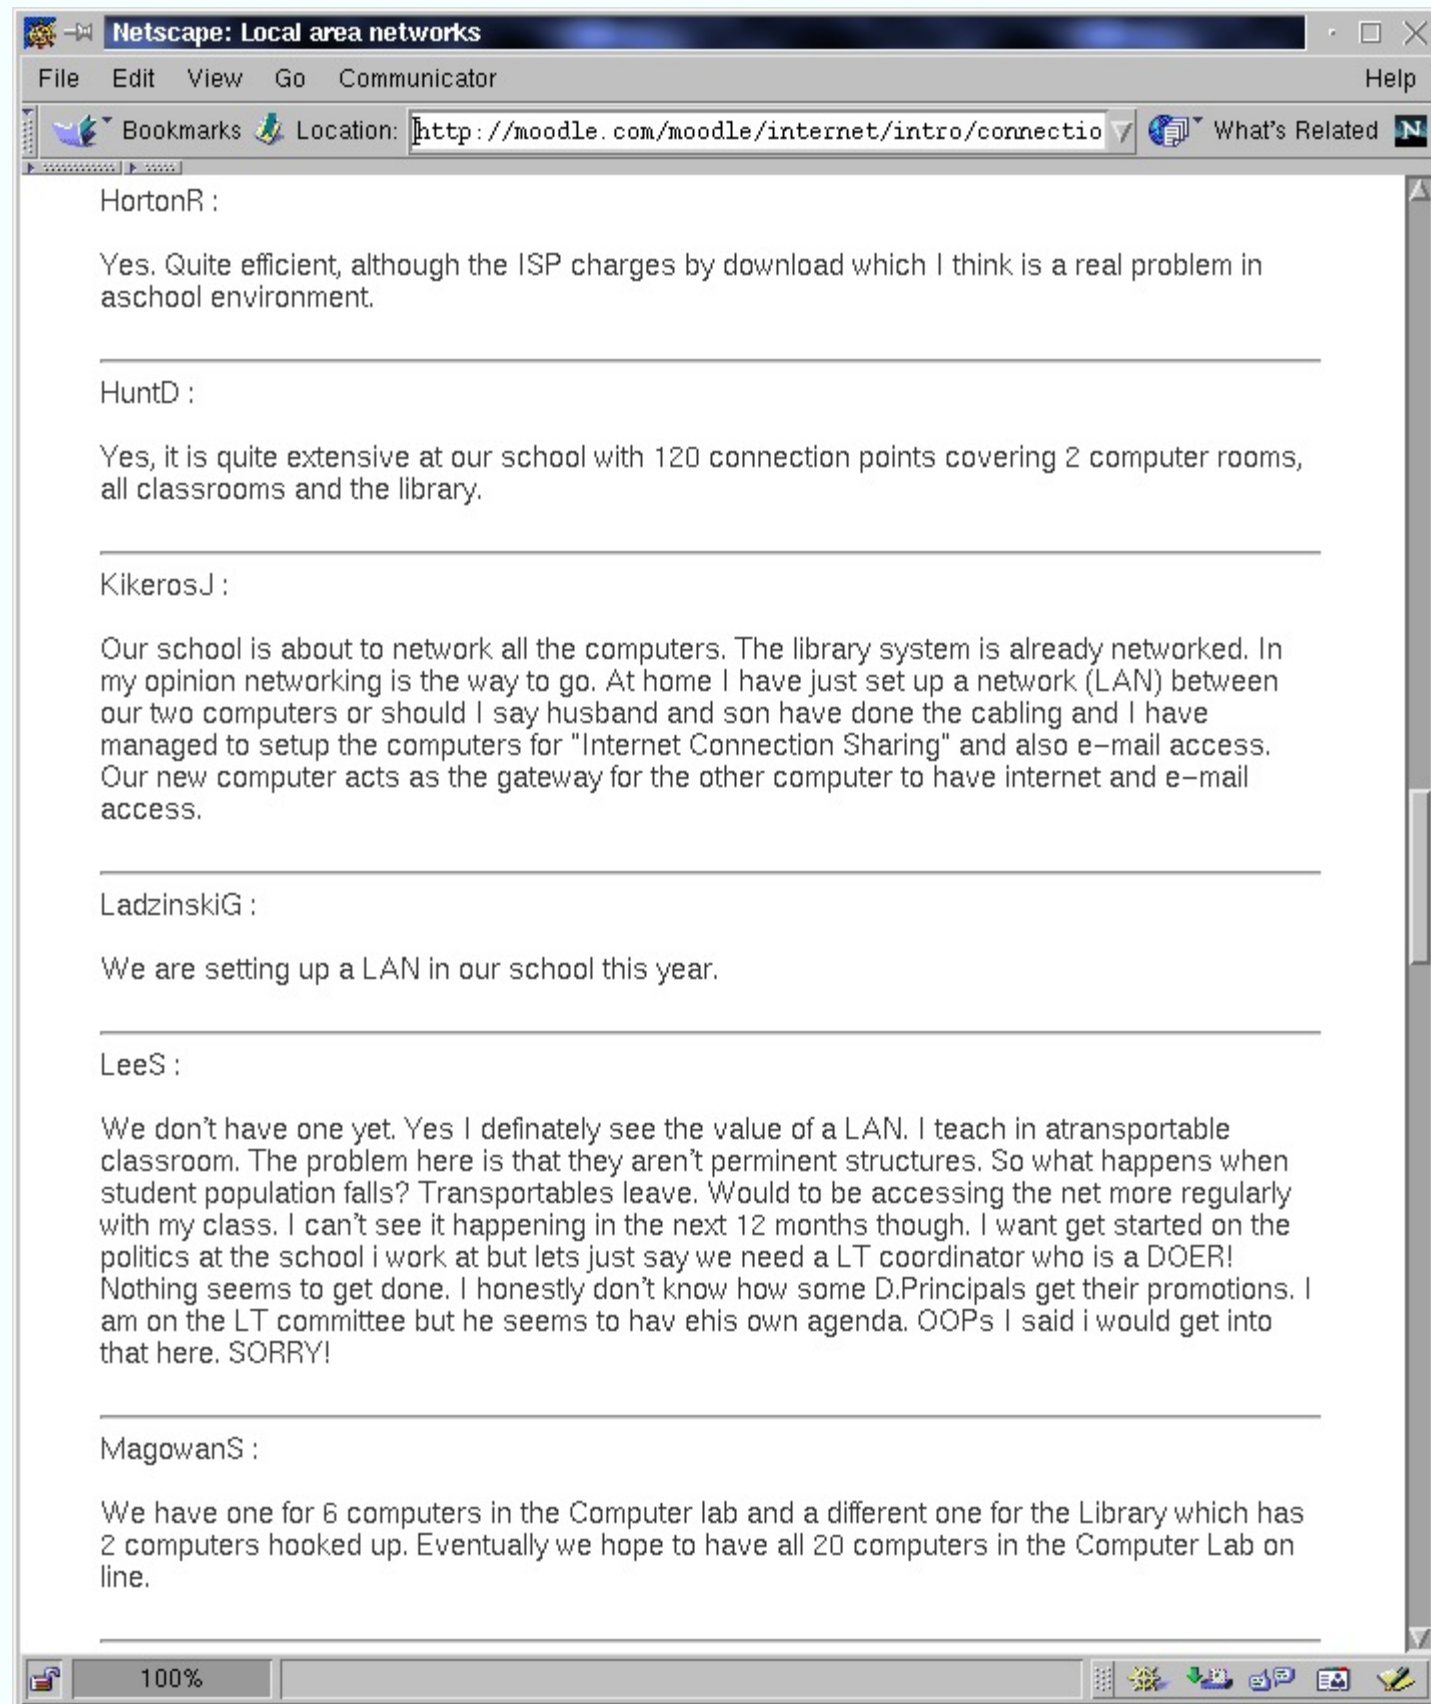 Netscape: Local area networks
File Edit View Go Communicator Help
Bookmarks Location: http://moodle.com/moodle/internet/intro/connectio What's Related N
HortonR :
Yes. Quite efficient, although the ISP charges by download which I think is a real problem in
aschool environment.
HuntD :
Yes, it is quite extensive at our school with 120 connection points covering 2 computer rooms,
all classrooms and the library.
KikerosJ :
Our school is about to network all the computers. The library system is already networked. In
my opinion networking is the way to go. At home I have just set up a network (LAN) between
our two computers or should I say husband and son have done the cabling and I have
managed to setup the computers for "Internet Connection Sharing" and also e-mail access.
Our new computer acts as the gateway for the other computer to have internet and e-mail
access.
LadzinskiG :
We are setting up a LAN in our school this year.
LeeS :
We don't have one yet. Yes I definately see the value of a LAN. I teach in atransportable
classroom. The problem here is that they aren't perminent structures. So what happens when
student population falls? Transportables leave. Would to be accessing the net more regularly
with my class. I can't see it happening in the next 12 months though. I want get started on the
politics at the school i work at but lets just say we need a LT coordinator who is a DOER!
Nothing seems to get done. I honestly don't know how some D.Principals get their promotions. I
am on the LT committee but he seems to hav ehis own agenda. OOPs I said i would get into
that here. SORRY!
MagowanS :
We have one for 6 computers in the Computer lab and a different one for the Library which has
2 computers hooked up. Eventually we hope to have all 20 computers in the Computer Lab on
line.
100%